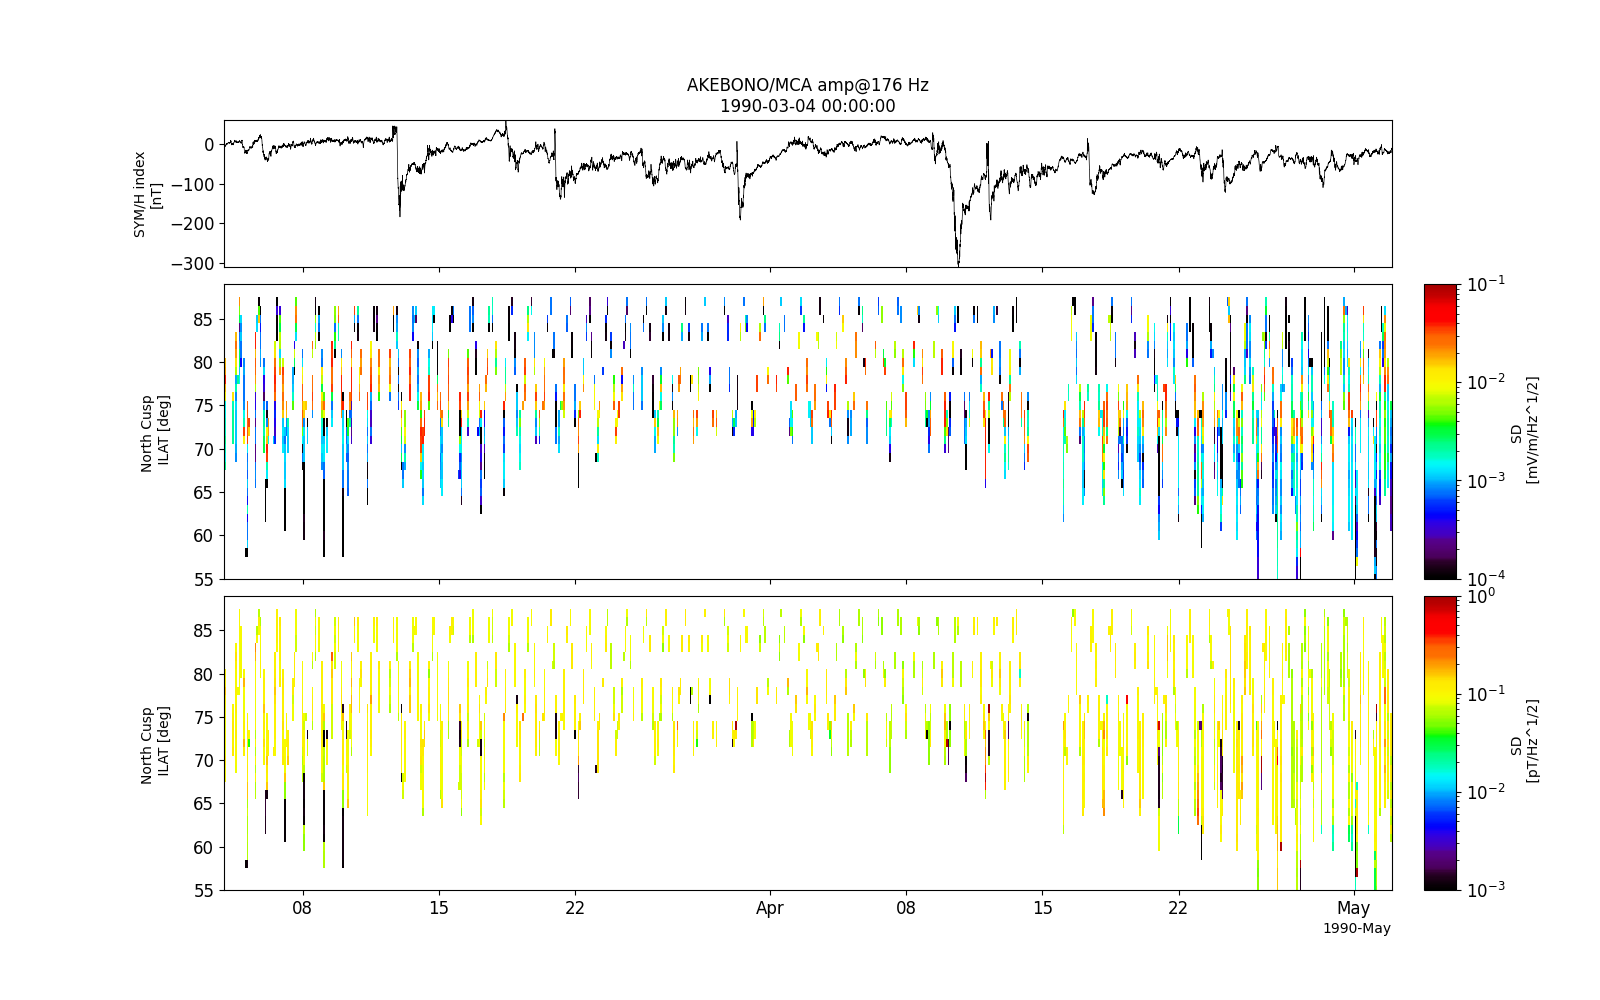 AKEBONO/MCA amp@176 Hz
1990-03-04 00:00:00
SYM/H index
[nT]
0
−100
−200
−300
North Cusp
ILAT [deg]
85
80
75
70
65
60
55
10^−1
10^−2
10^−3
10^−4
SD
[mV/m/Hz^1/2]
North Cusp
ILAT [deg]
85
80
75
70
65
60
55
10^0
10^−1
10^−2
10^−3
SD
[pT/Hz^1/2]
08 15 22 Apr 08 15 22 May
1990-May